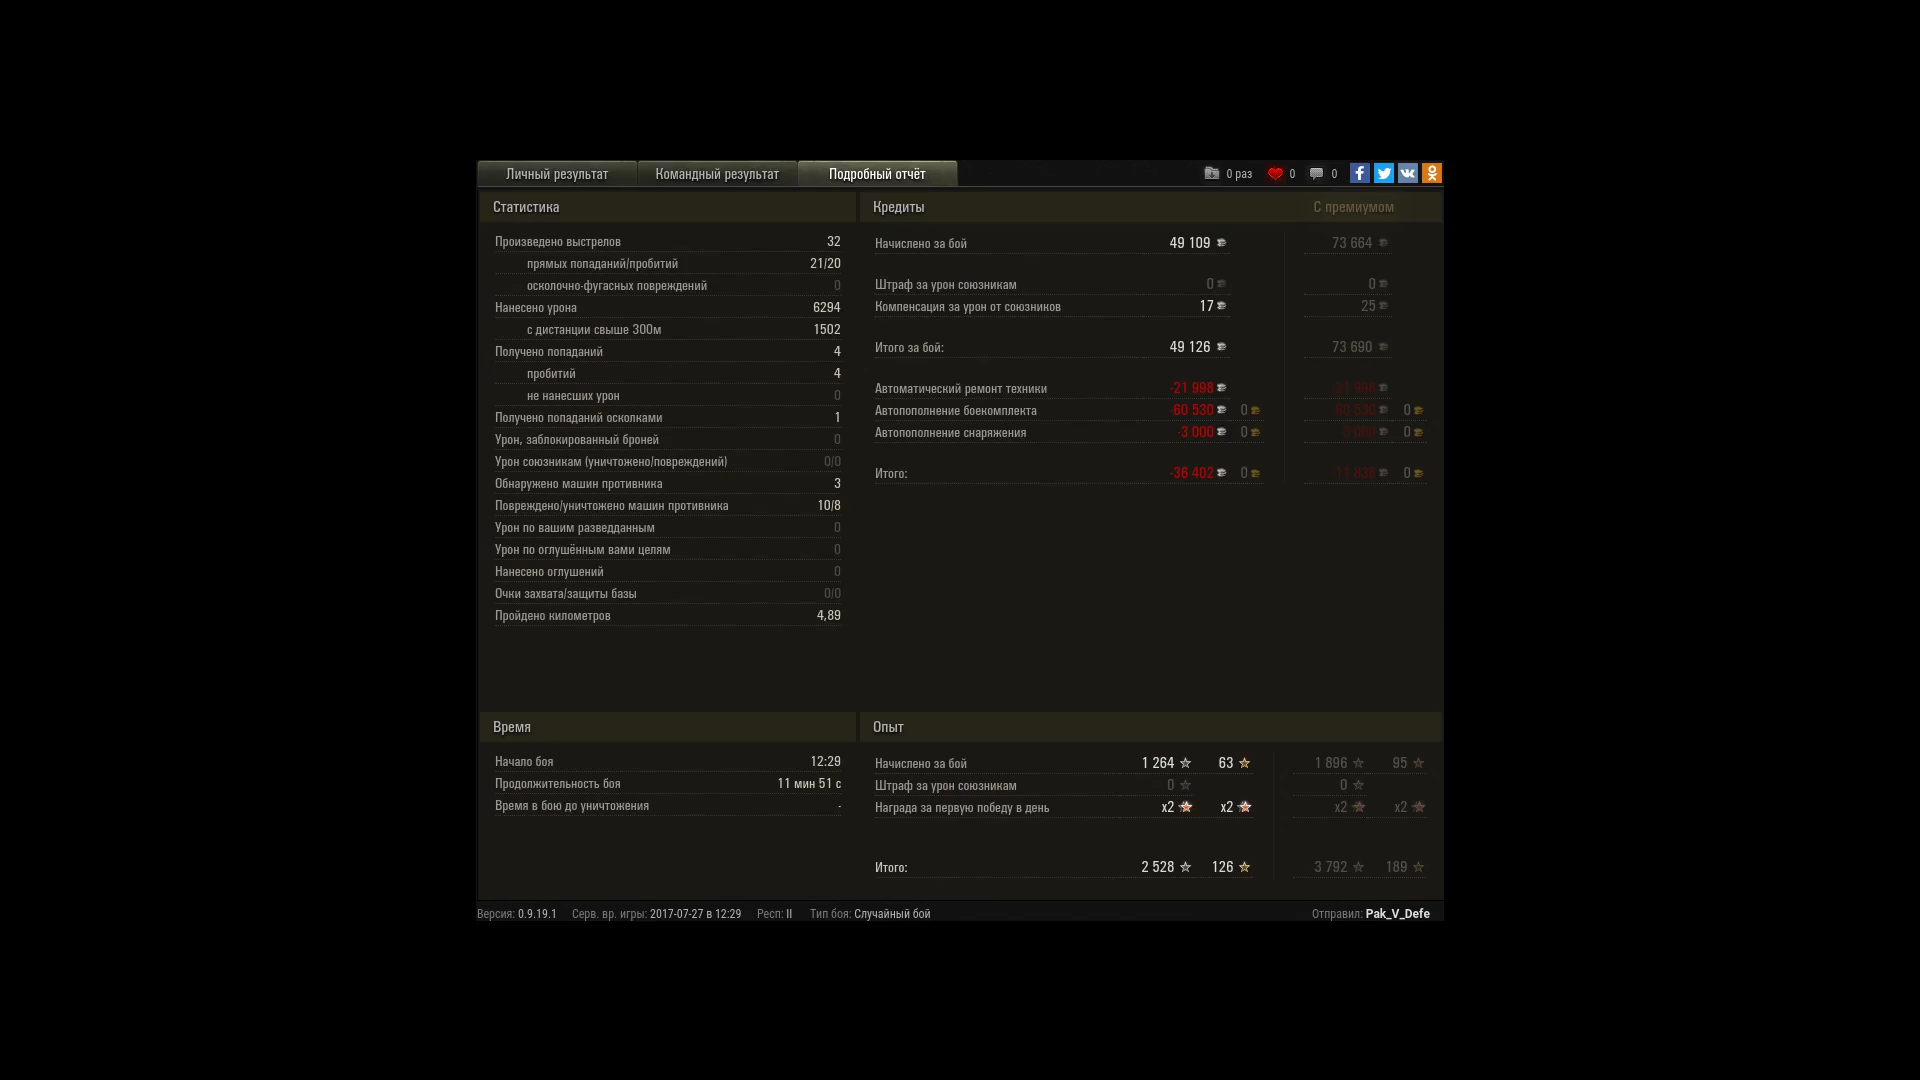 Личный результат Командный результат Подробный отчёт 0 раз 0 0
Статистика
Произведено выстрелов 32
прямых попаданий/пробитий 21/20
осколочно-фугасных повреждений 0
Нанесено урона 6294
с дистанции свыше 300м 1502
Получено попаданий 4
пробитий 4
не нанесших урон 0
Получено попаданий осколками 1
Урон, заблокированный броней 0
Урон союзникам (уничтожено/повреждений) 0/0
Обнаружено машин противника 3
Повреждено/уничтожено машин противника 10/8
Урон по вашим разведданным 0
Урон по оглушённым вами целям 0
Нанесено оглушений 0
Очки захвата/защиты базы 0/0
Пройдено километров 4,89
Кредиты С премиумом
Начислено за бой 49 109 73 664
Штраф за урон союзникам 0 0
Компенсация за урон от союзников 17 25
Итого за бой: 49 126 73 690
Автоматический ремонт техники -21 998 -21 998
Автопополнение боекомплекта -60 530 0 -60 530 0
Автопополнение снаряжения -3 000 0 -3 000 0
Итого: -36 402 0 -11 838 0
Время
Начало боя 12:29
Продолжительность боя 11 мин 51 с
Время в бою до уничтожения -
Опыт
Начислено за бой 1 264 63 1 896 95
Штраф за урон союзникам 0 0
Награда за первую победу в день x2 x2 x2 x2
Итого: 2 528 126 3 792 189
Версия: 0.9.19.1 Серв. вр. игры: 2017-07-27 в 12:29 Респ: II Тип боя: Случайный бой Отправил: Pak_V_Defe